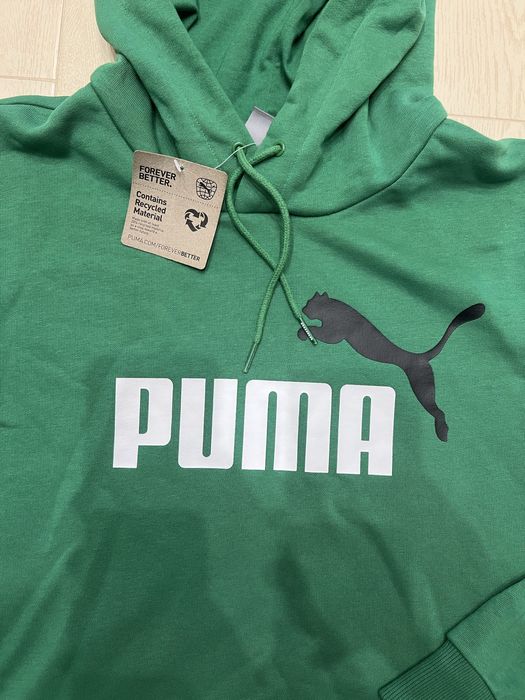 FOREVER
BETTER.
Contains
Recycled
Material
PUMA.COM/FOREVERBETTER
PUMA